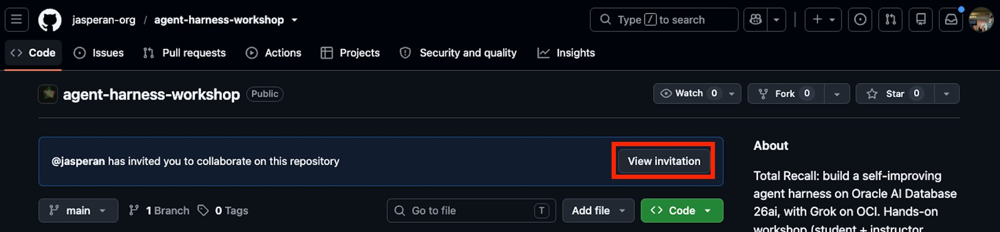 jasperan-org / agent-harness-workshop
Type / to search
Code
Issues
Pull requests
Actions
Projects
Security and quality
Insights
agent-harness-workshop Public
Watch 0
Fork 0
Star 0
@jasperan has invited you to collaborate on this repository
View invitation
main
1 Branch
0 Tags
Go to file
T
Add file
Code
About
Total Recall: build a self-improving
agent harness on Oracle AI Database
26ai, with Grok on OCI. Hands-on
workshop (student + instructor